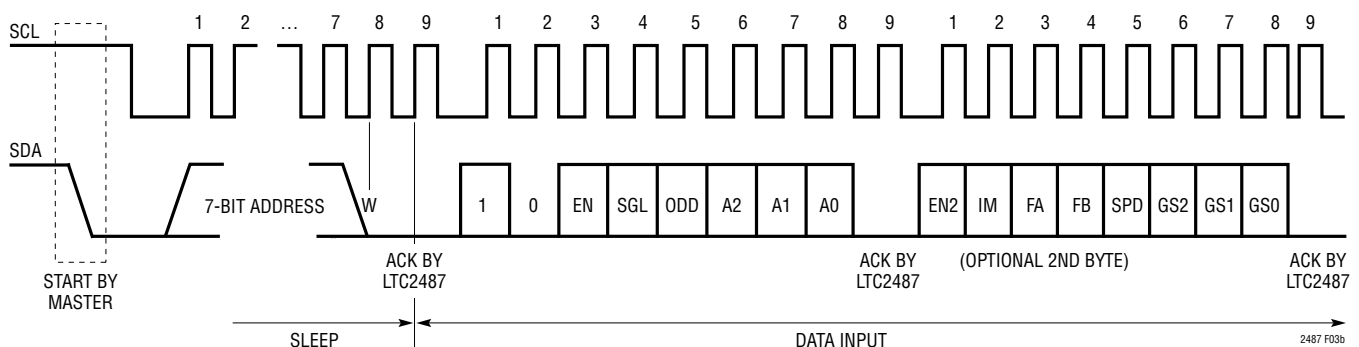 SCL
1 2 … 7 8 9 1 2 3 4 5 6 7 8 9 1 2 3 4 5 6 7 8 9
SDA
7-BIT ADDRESS W 1 0 EN SGL ODD A2 A1 A0 EN2 IM FA FB SPD GS2 GS1 GS0
START BY
MASTER
ACK BY
LTC2487
ACK BY
LTC2487
(OPTIONAL 2ND BYTE)
ACK BY
LTC2487
SLEEP
DATA INPUT
2487 F03b